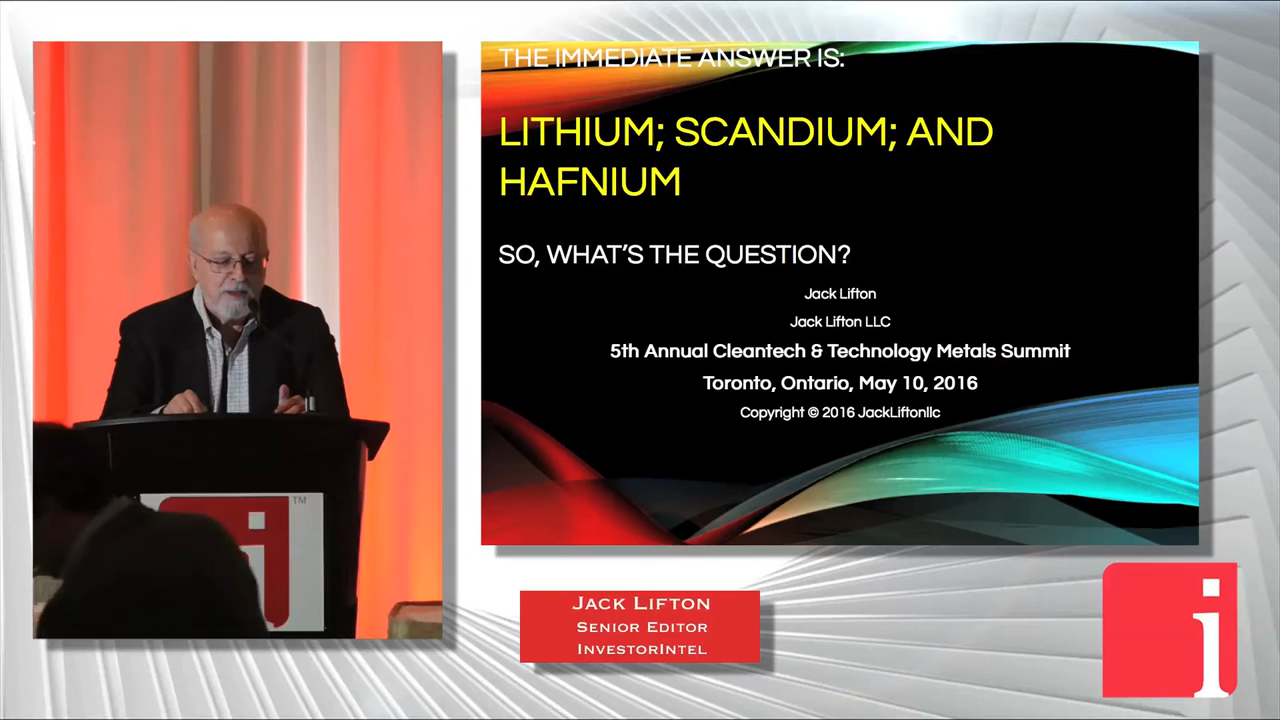 THE IMMEDIATE ANSWER IS:
LITHIUM; SCANDIUM; AND
HAFNIUM
SO, WHAT'S THE QUESTION?
Jack Lifton
Jack Lifton LLC
5th Annual Cleantech & Technology Metals Summit
Toronto, Ontario, May 10, 2016
Copyright © 2016 JackLiftonllc
TM
i
JACK LIFTON
SENIOR EDITOR
INVESTORINTEL
i